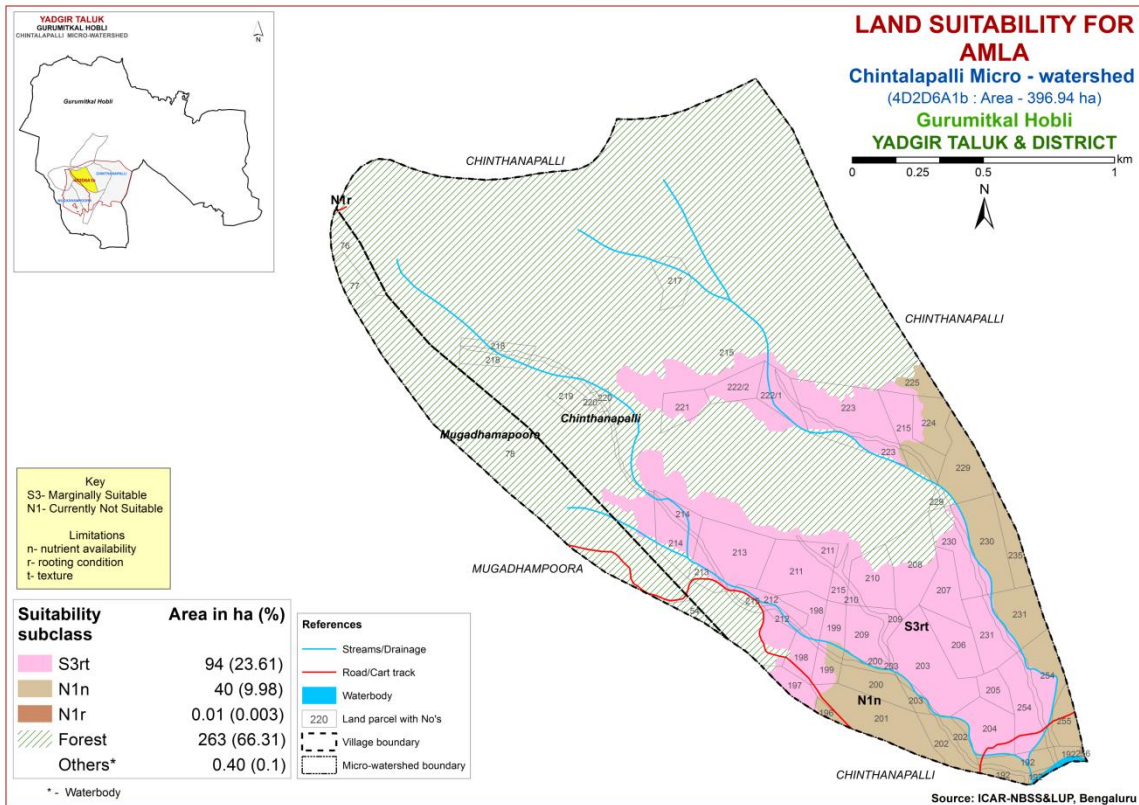 YADGIR TALUK
GURUMITKAL HOBLI
CHINTALAPALLI MICRO-WATERSHED
N
Gurumitkal Hobli
CHINTHANAPALLI
LAND SUITABILITY FOR
AMLA
Chintalapalli Micro - watershed
(4D2D6A1b : Area - 396.94 ha)
Gurumitkal Hobli
YADGIR TALUK & DISTRICT
km
0 0.25 0.5 1
N
CHINTHANAPALLI
N1r
76
77
217
CHINTHANAPALLI
218
218
215
225
219
220
220
222/2
222/1
221
223
215
224
Chinthanapalli
Mugadhamapoora
78
223
229
229
214
214
213
211
230
230
235
MUGADHAMPOORA
213
211
210
208
207
215
210
212
212
198
209
54
199
209
S3rt
231
231
206
198
200
203
203
199
200
254
197
N1n
203
205
254
196
201
204
255
202
202
192
192
CHINTHANAPALLI
Key
S3- Marginally Suitable
N1- Currently Not Suitable
Limitations
n- nutrient availability
r- rooting condition
t- texture
Suitability subclass Area in ha (%)
S3rt 94 (23.61)
N1n 40 (9.98)
N1r 0.01 (0.003)
Forest 263 (66.31)
Others* 0.40 (0.1)
* - Waterbody
References
Streams/Drainage
Road/Cart track
Waterbody
220 Land parcel with No's
Village boundary
Micro-watershed boundary
Source: ICAR-NBSS&LUP, Bengaluru